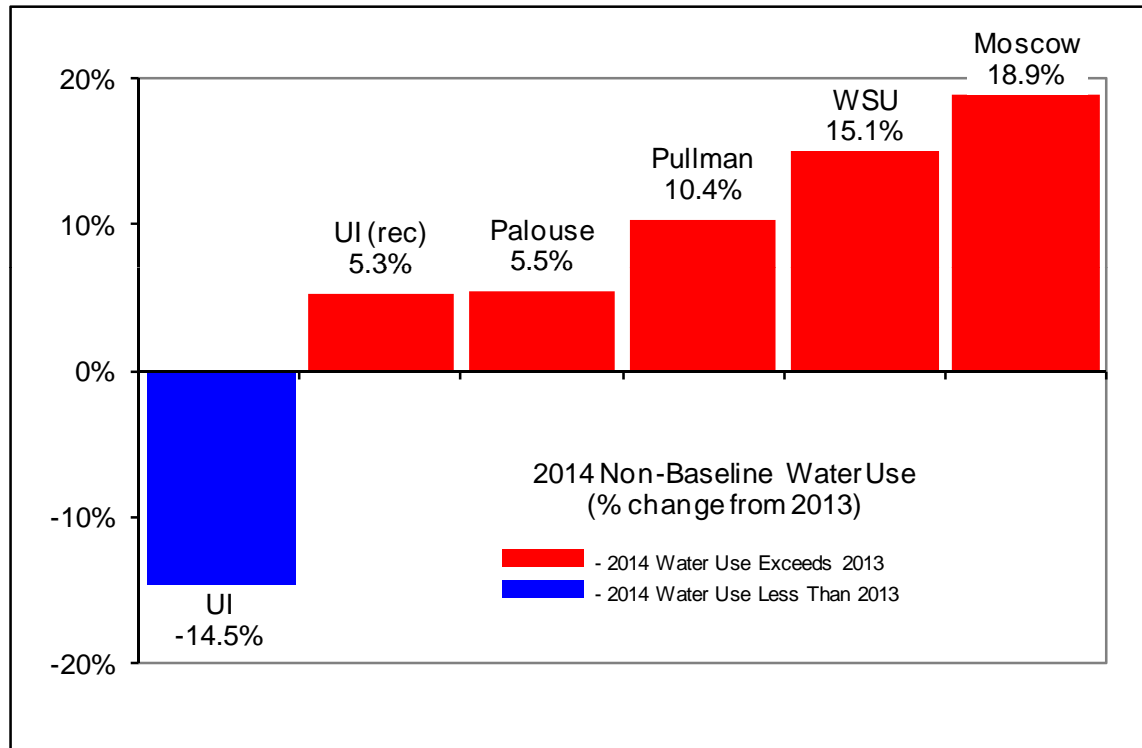 Moscow
18.9%
20%
WSU
15.1%
Pullman
10.4%
10%
UI (rec)
5.3%
Palouse
5.5%
0%
2014 Non-Baseline Water Use
(% change from 2013)
-10%
- 2014 Water Use Exceeds 2013
- 2014 Water Use Less Than 2013
UI
-14.5%
-20%